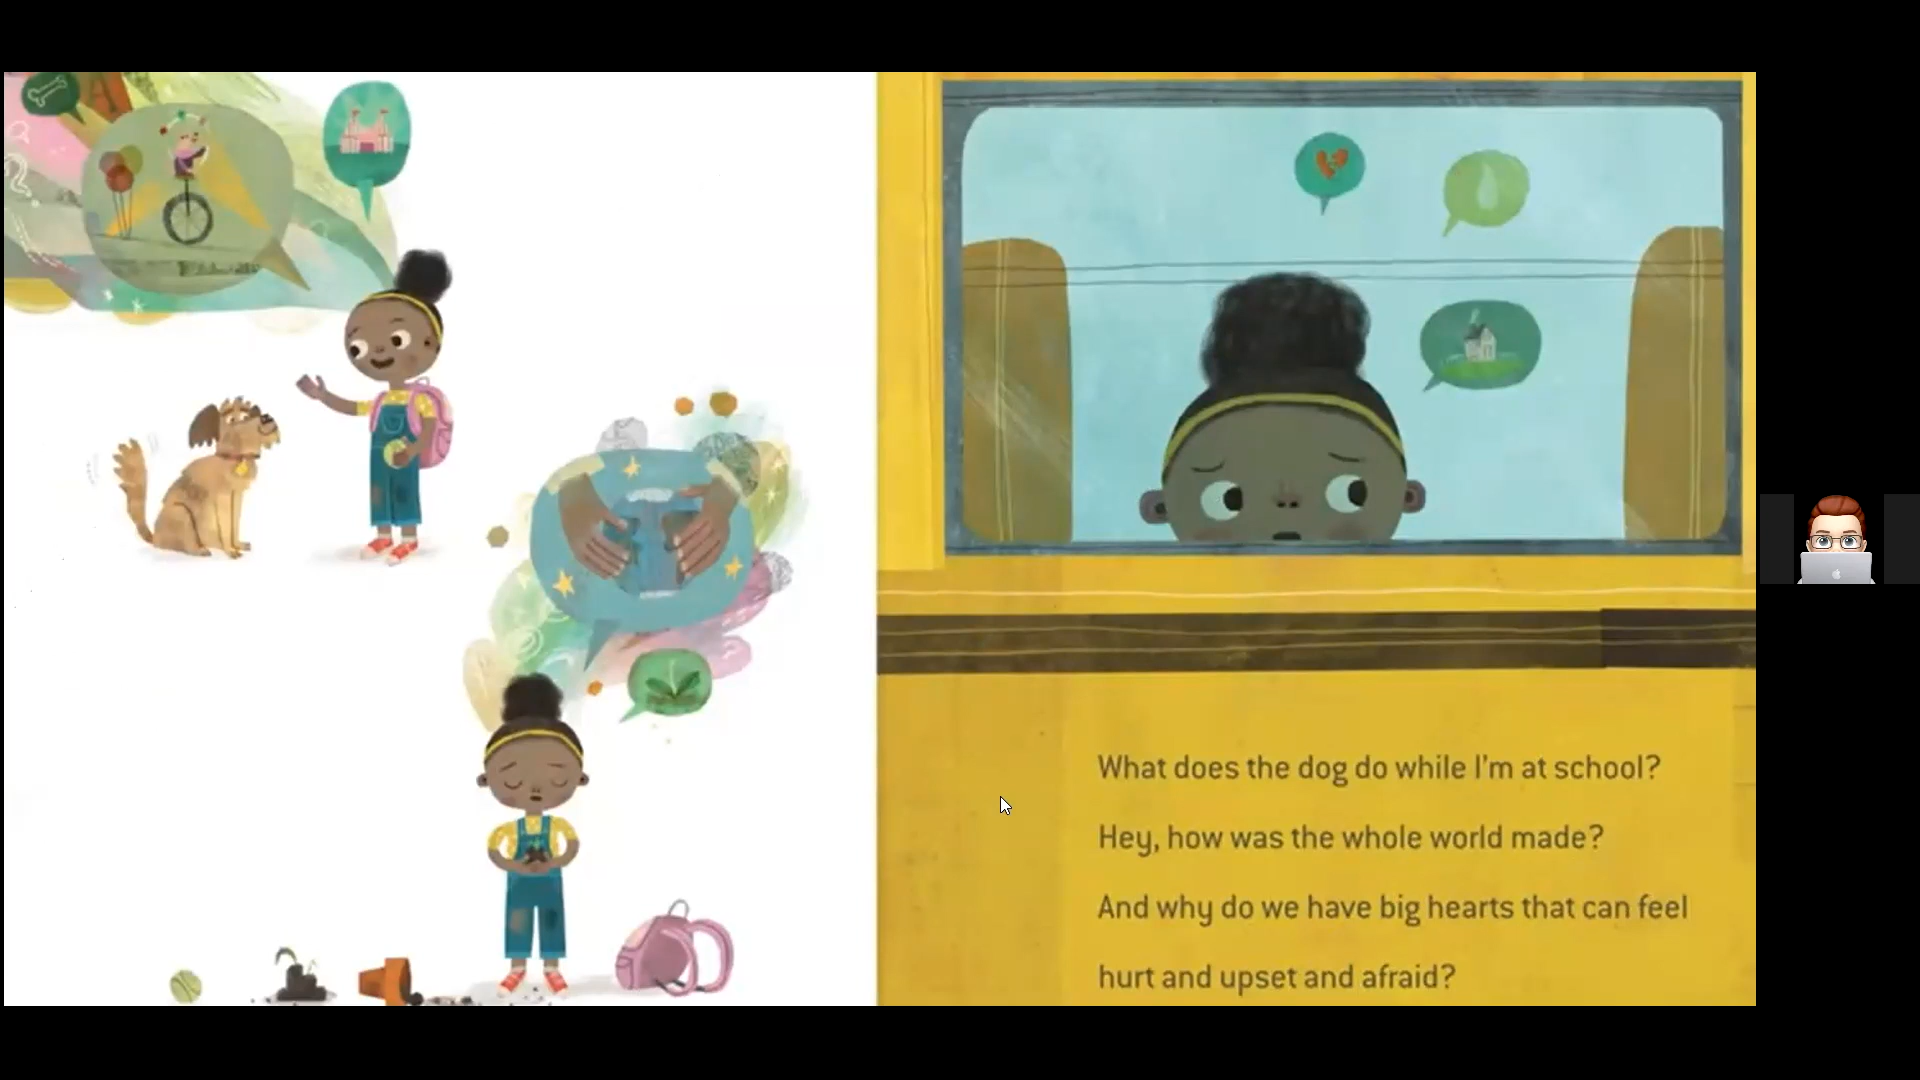 What does the dog do while I'm at school?
Hey, how was the whole world made?
And why do we have big hearts that can feel
hurt and upset and afraid?